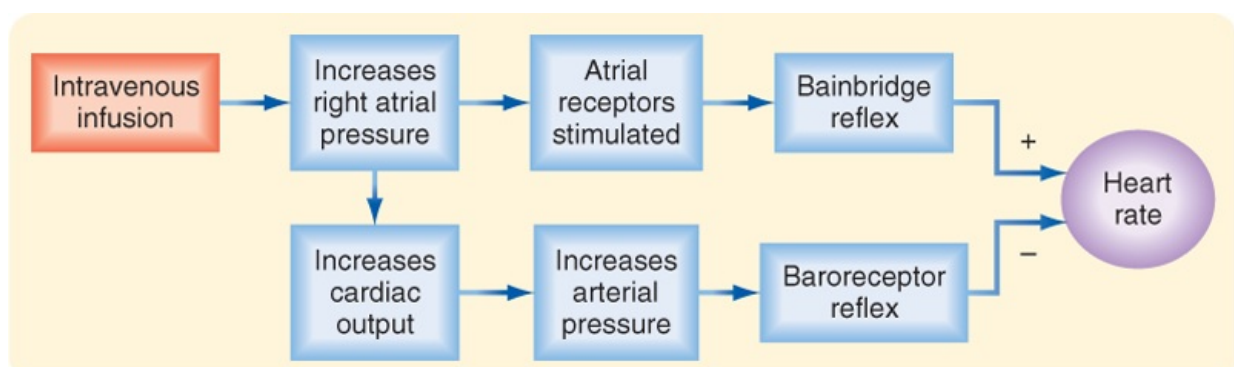 Intravenous
infusion
Increases
right atrial
pressure
Atrial
receptors
stimulated
Bainbridge
reflex
+
Heart
rate
Increases
cardiac
output
Increases
arterial
pressure
Baroreceptor
reflex
−